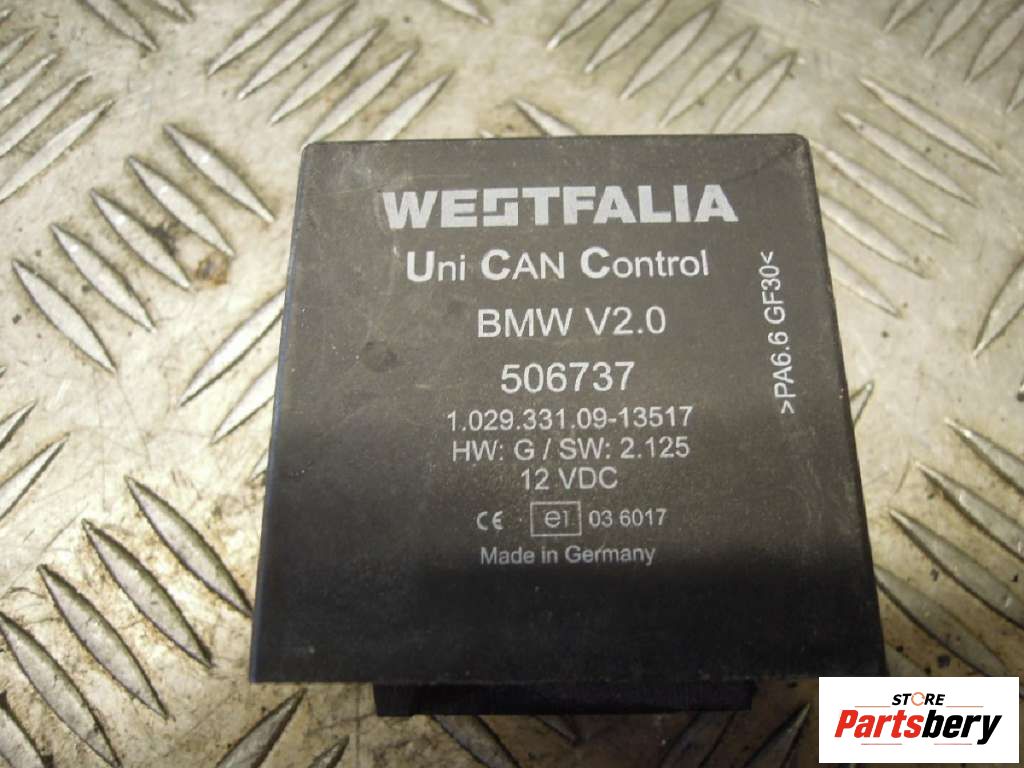 WESTFALIA
Uni CAN Control
BMW V2.0
506737
1.029.331.09-13517
HW: G / SW: 2.125
12 VDC
CE e1 03 6017
Made in Germany
>PA6.6 GF30<
STORE
Partsbery